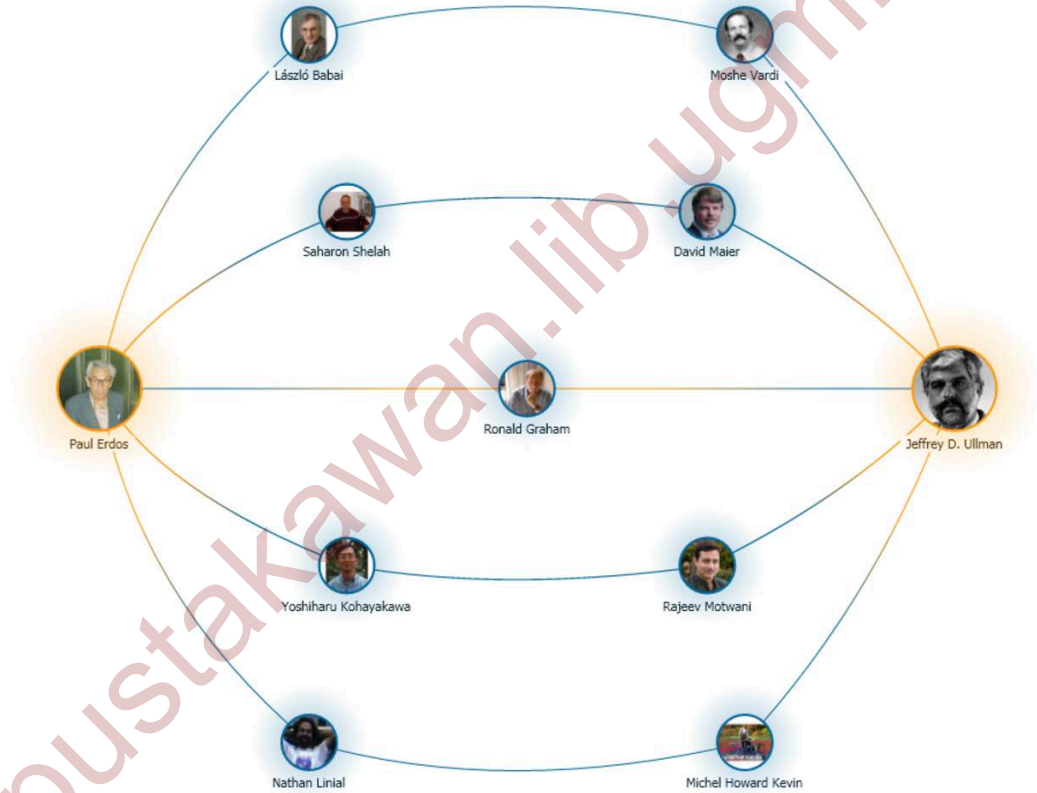 László Babai
Moshe Vardi
Saharon Shelah
David Maier
Paul Erdos
Ronald Graham
Jeffrey D. Ullman
Yoshiharu Kohayakawa
Rajeev Motwani
Nathan Linial
Michel Howard Kevin
pustakawan.lib.ugm